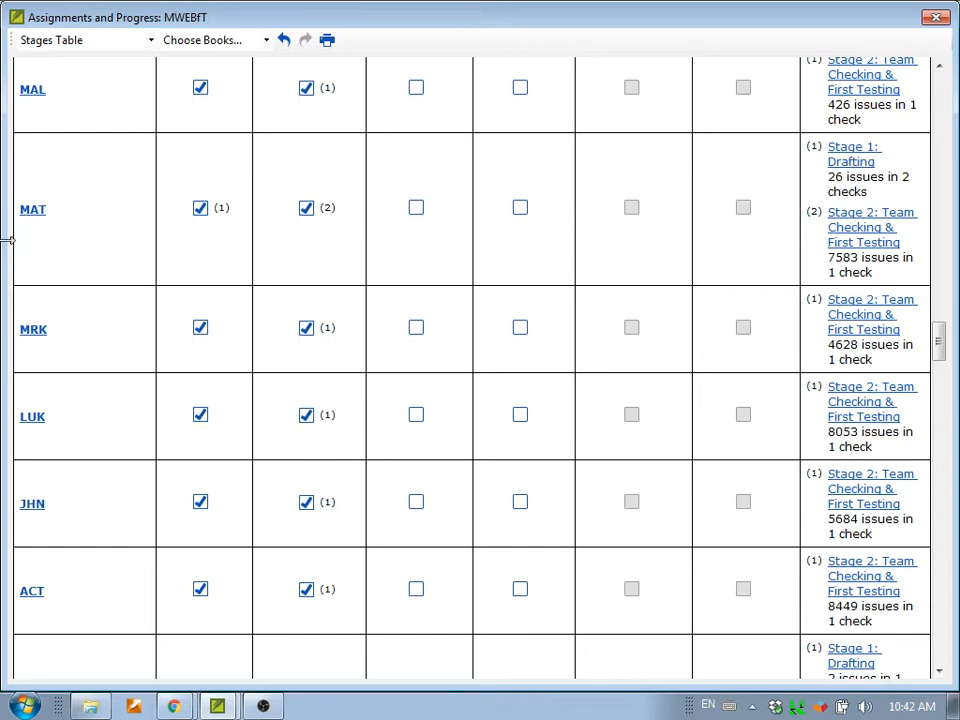 Assignments and Progress: MWEBfT
Stages Table
Choose Books...
MAL
(1)
(1) Stage 2: Team
Checking &
First Testing
426 issues in 1
check
MAT
(1)
(2)
(1) Stage 1:
Drafting
26 issues in 2
checks
(2) Stage 2: Team
Checking &
First Testing
7583 issues in
1 check
MRK
(1)
(1) Stage 2: Team
Checking &
First Testing
4628 issues in
1 check
LUK
(1)
(1) Stage 2: Team
Checking &
First Testing
8053 issues in
1 check
JHN
(1)
(1) Stage 2: Team
Checking &
First Testing
5684 issues in
1 check
ACT
(1)
(1) Stage 2: Team
Checking &
First Testing
8449 issues in
1 check
(1) Stage 1:
Drafting
2 issues in 1
EN
10:42 AM